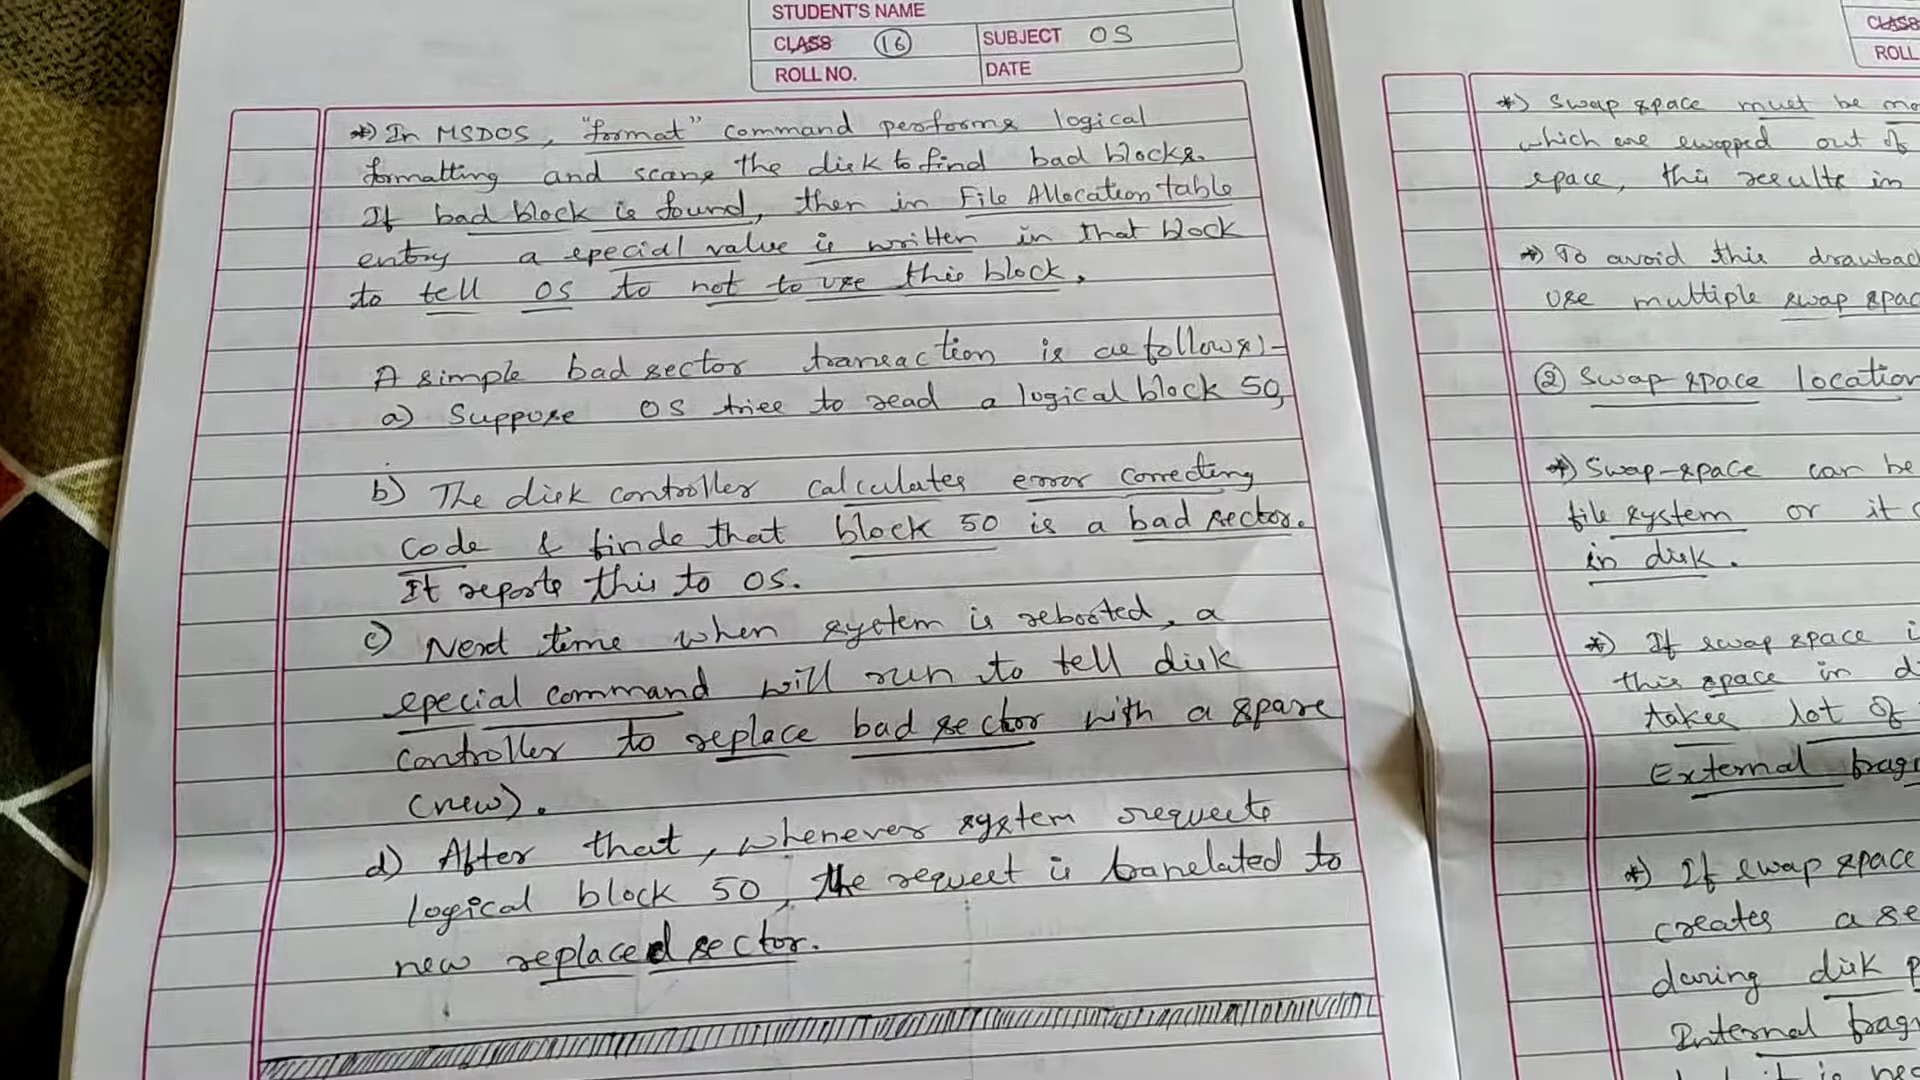 STUDENT'S NAME
CLASS 16 SUBJECT OS
ROLL NO. DATE
*) In MSDOS, "format" command performs logical
formatting and scans the disk to find bad blocks.
If bad block is found, then in File Allocation table
entry a special value is written in that block
to tell OS to not to use this block.
A simple bad sector transaction is as follows:-
a) Suppose OS tries to read a logical block 50,
b) The disk controller calculates error correcting
code & finds that block 50 is a bad sector.
It reports this to OS.
c) Next time when system is rebooted, a
special command will run to tell disk
controller to replace bad sector with a spare
(new).
d) After that, whenever system requests
logical block 50, the request is translated to
new replaced sector.
CLASS
ROLL
*) Swap space must be
which are swapped out of
space, this results in
*) To avoid this
use multiple swap
② Swap-space location
*) Swap-space can be
file system or it
in disk.
*) If swap space
this space in
takes lot of
External
*) If swap space
creates a
during disk
Internal
it is